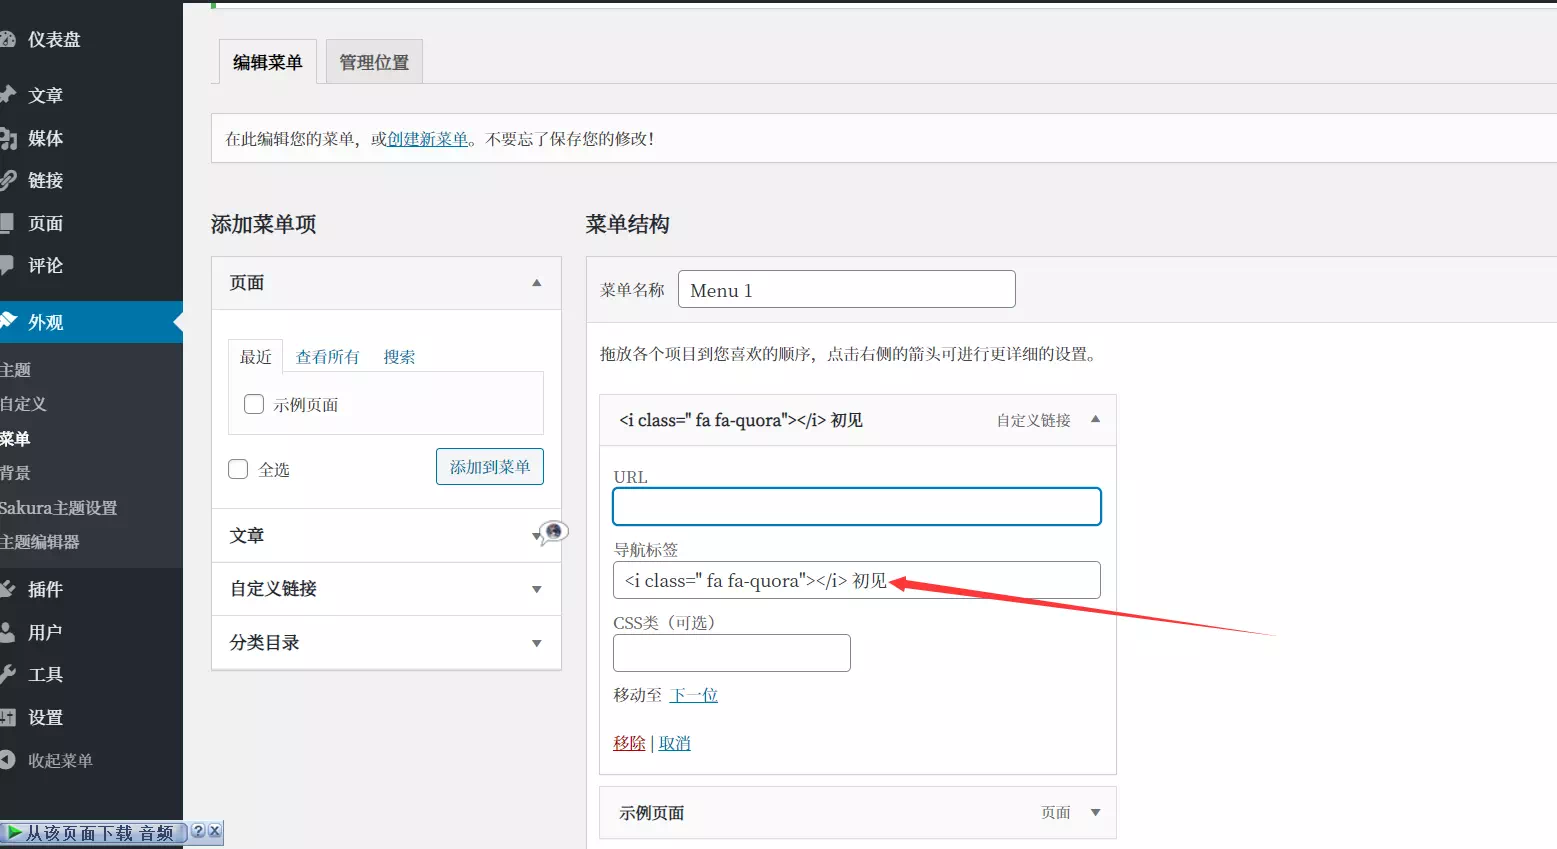 仪表盘
文章
媒体
链接
页面
评论
外观
主题
自定义
菜单
背景
Sakura主题设置
主题编辑器
插件
用户
工具
设置
收起菜单
从该页面下载 音频
编辑菜单
管理位置
在此编辑您的菜单，或创建新菜单。不要忘了保存您的修改！
添加菜单项
页面
最近 查看所有 搜索
示例页面
全选 添加到菜单
文章
自定义链接
分类目录
菜单结构
菜单名称 Menu 1
拖放各个项目到您喜欢的顺序，点击右侧的箭头可进行更详细的设置。
<i class=" fa fa-quora"></i> 初见 自定义链接
URL
导航标签
<i class=" fa fa-quora"></i> 初见
CSS类（可选）
移动至 下一位
移除 | 取消
示例页面 页面